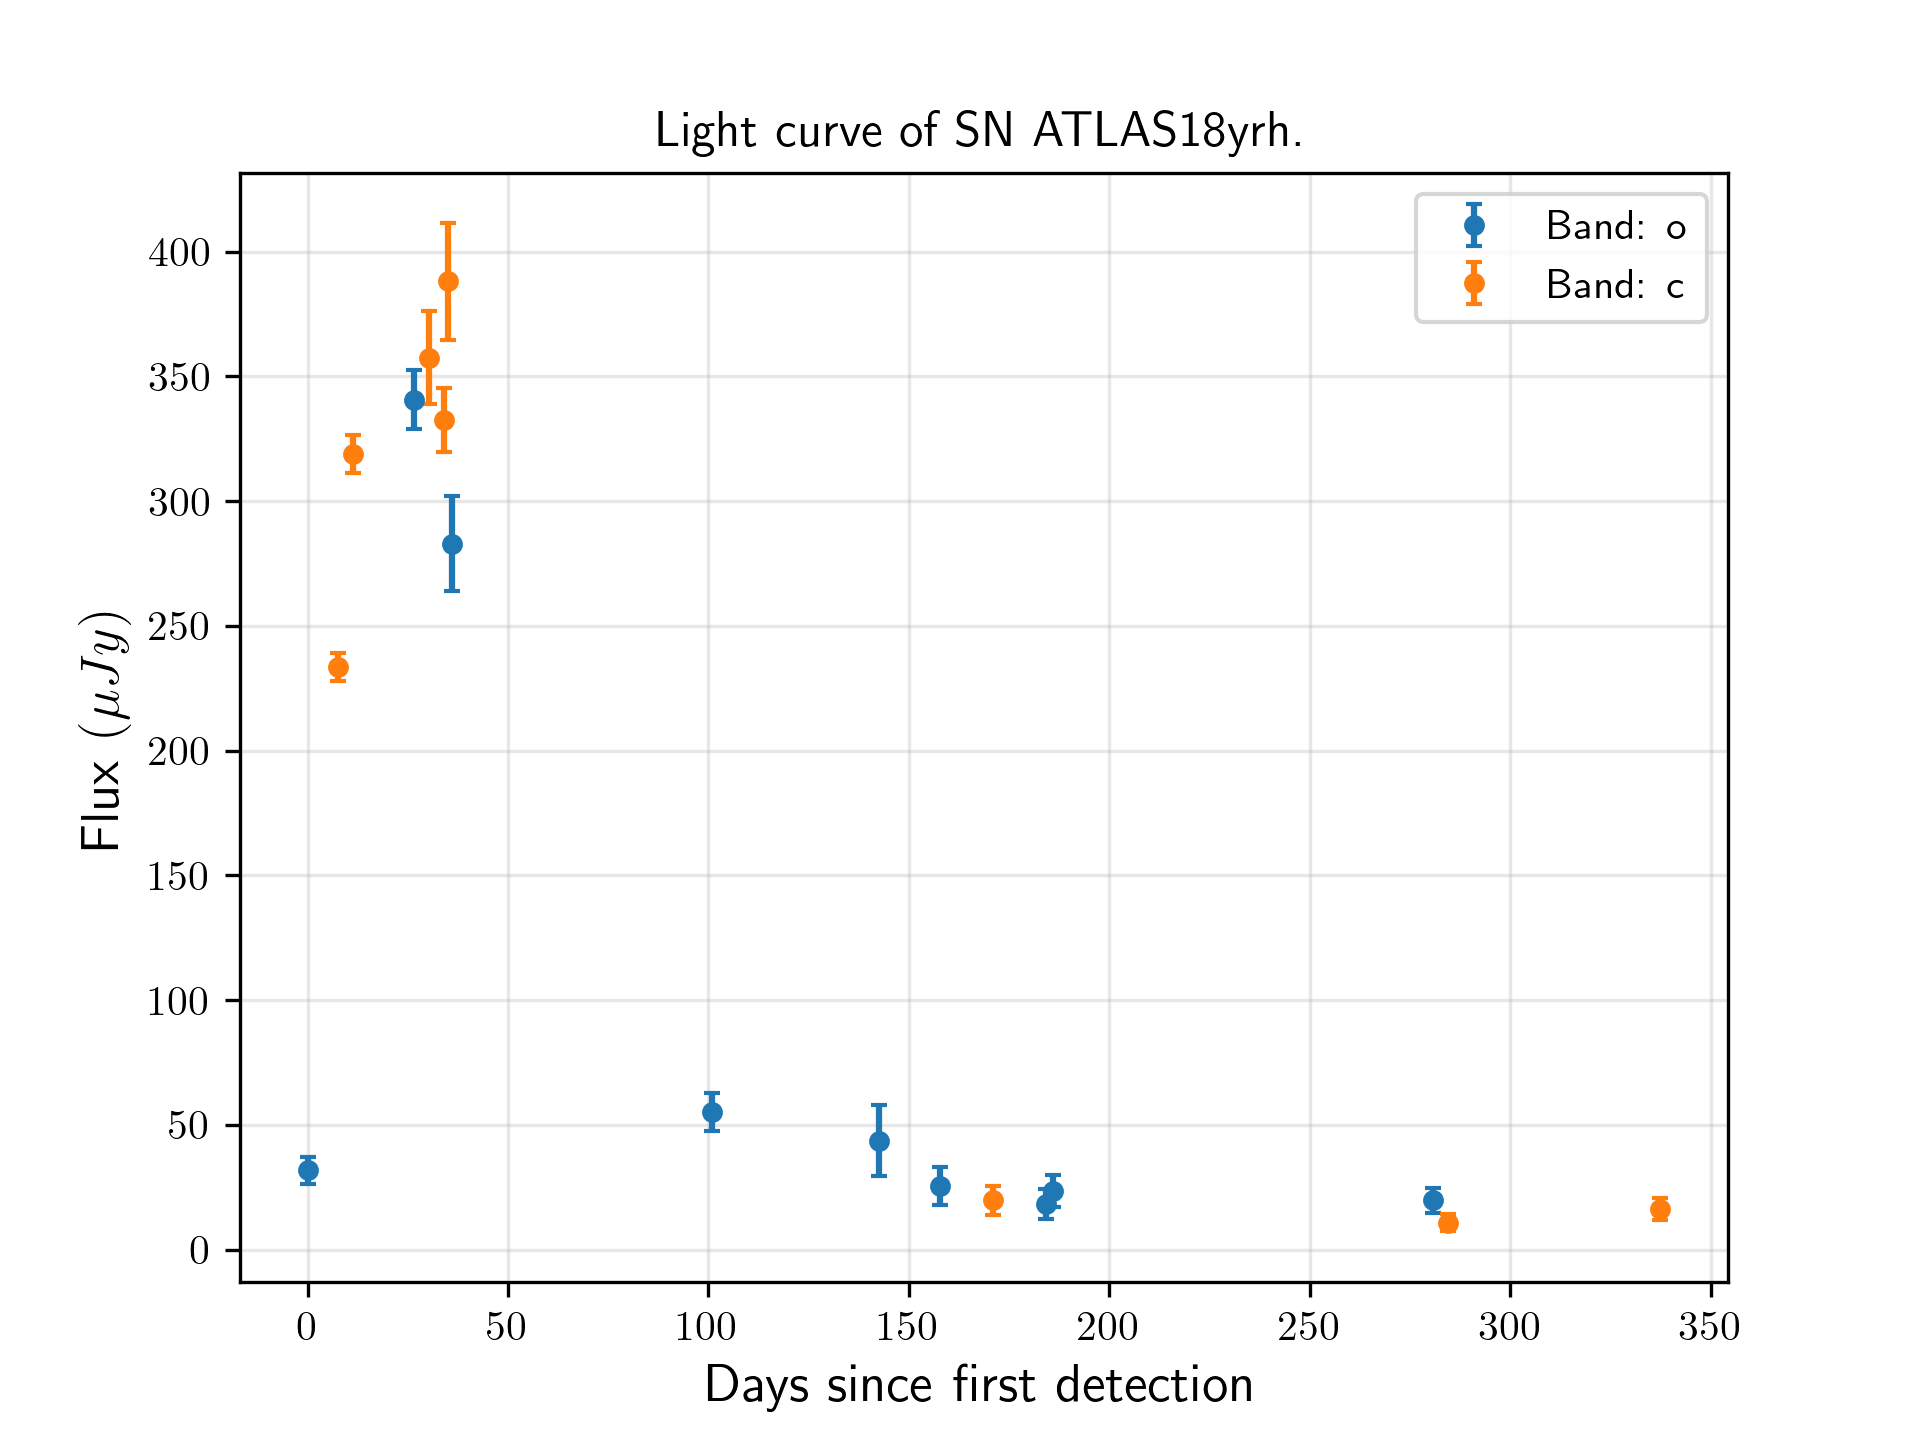 Light curve of SN ATLAS18yrh.
Band: o
Band: c
Flux (μJy)
400
350
300
250
200
150
100
50
0
0 50 100 150 200 250 300 350
Days since first detection